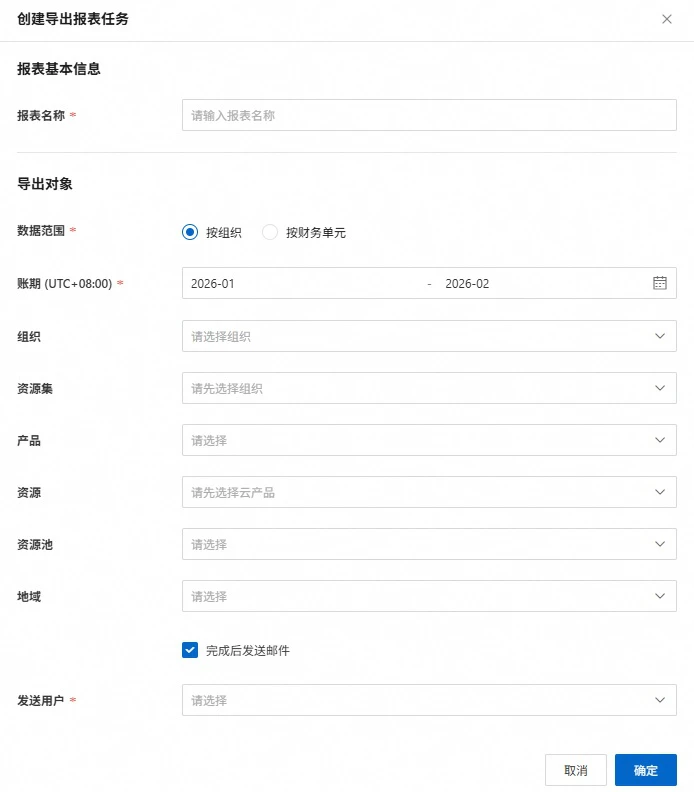 创建导出报表任务
报表基本信息
报表名称 * 请输入报表名称
导出对象
数据范围 * 按组织 按财务单元
账期 (UTC+08:00) * 2026-01 - 2026-02
组织 请选择组织
资源集 请先选择组织
产品 请选择
资源 请先选择云产品
资源池 请选择
地域 请选择
完成后发送邮件
发送用户 * 请选择
取消 确定